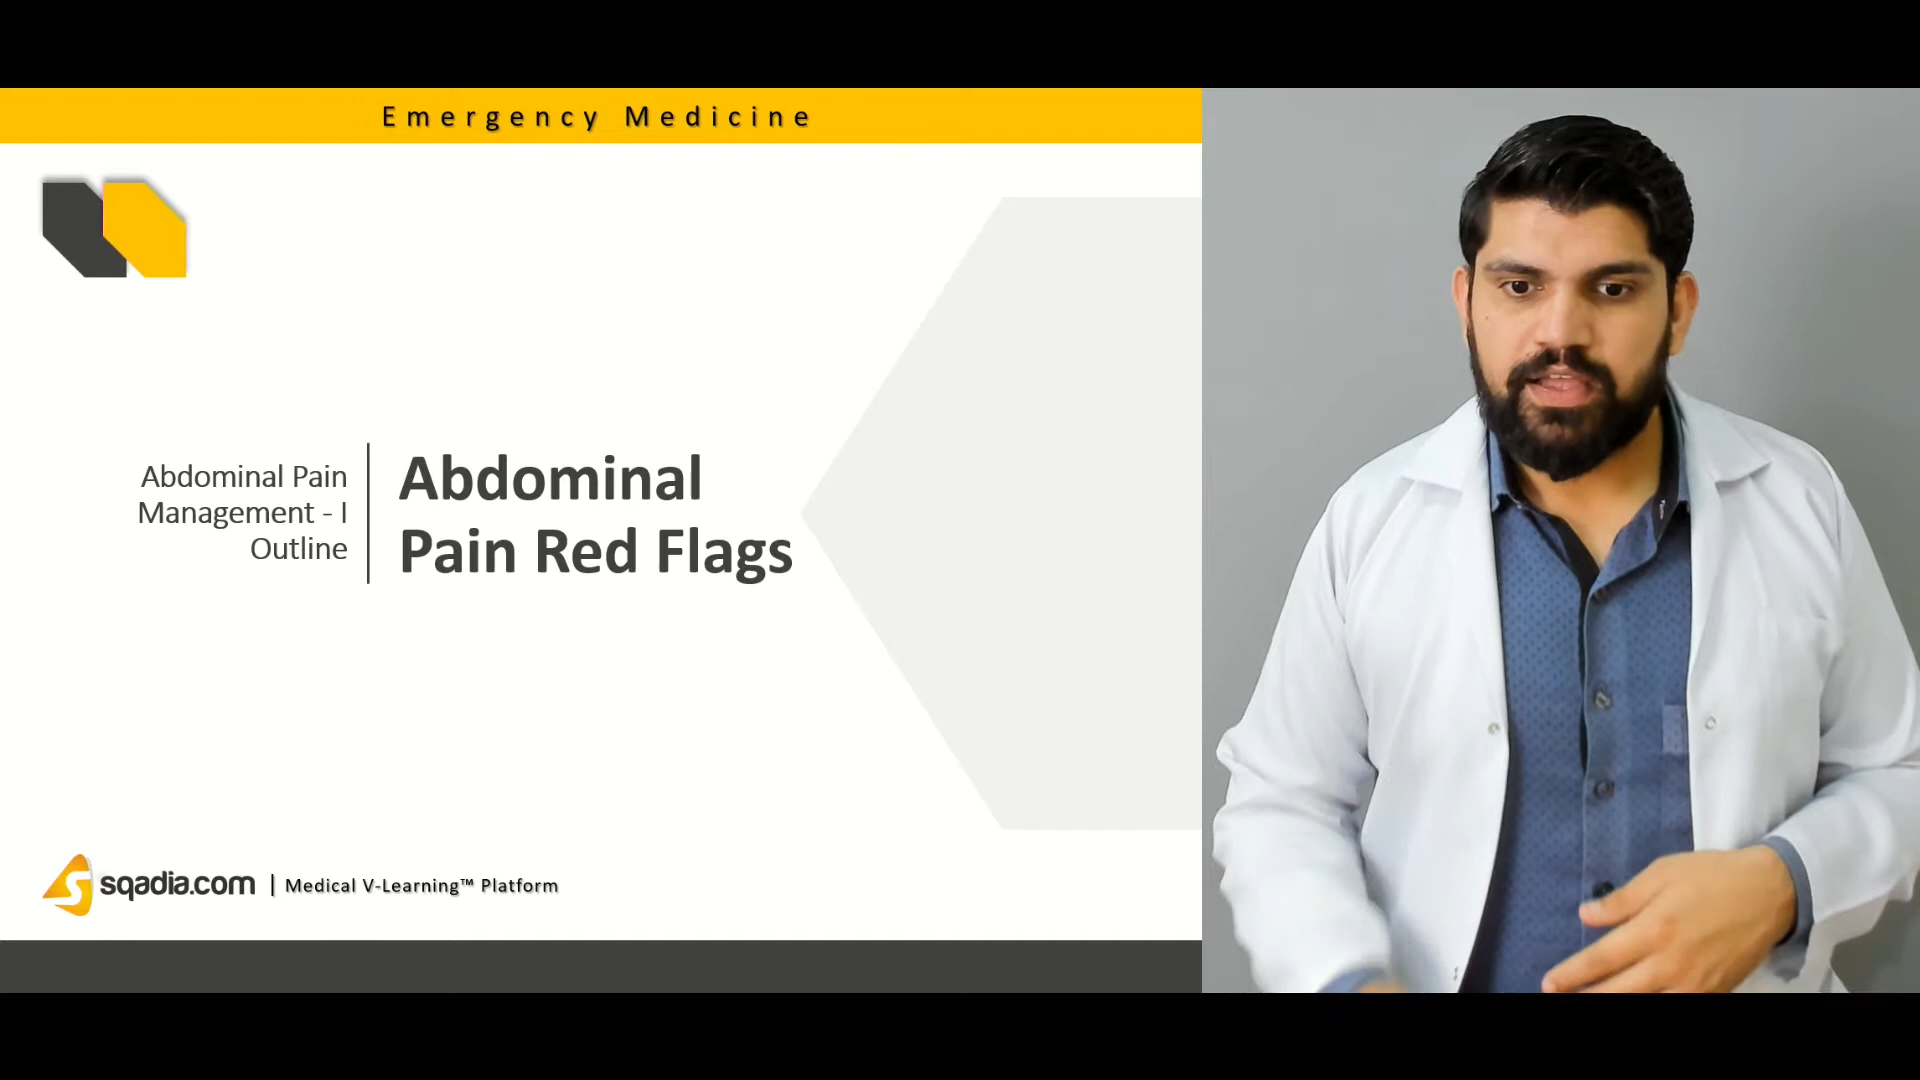 Emergency Medicine
Abdominal Pain
Management - I
Outline
Abdominal
Pain Red Flags
sqadia.com | Medical V-Learning™ Platform